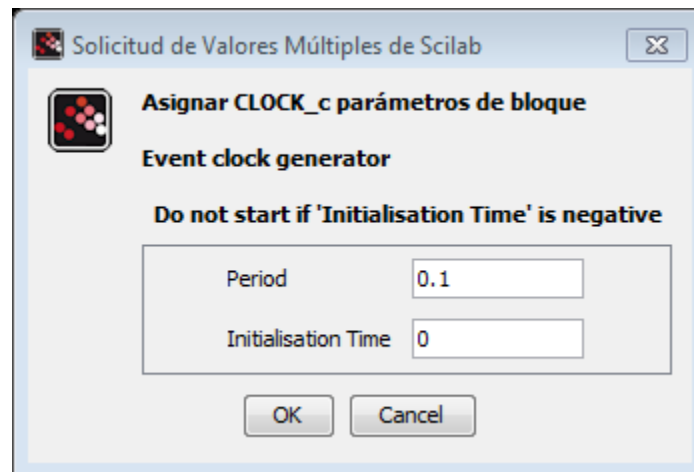 Solicitud de Valores Múltiples de Scilab
Asignar CLOCK_c parámetros de bloque
Event clock generator
Do not start if 'Initialisation Time' is negative
Period 0.1
Initialisation Time 0
OK Cancel